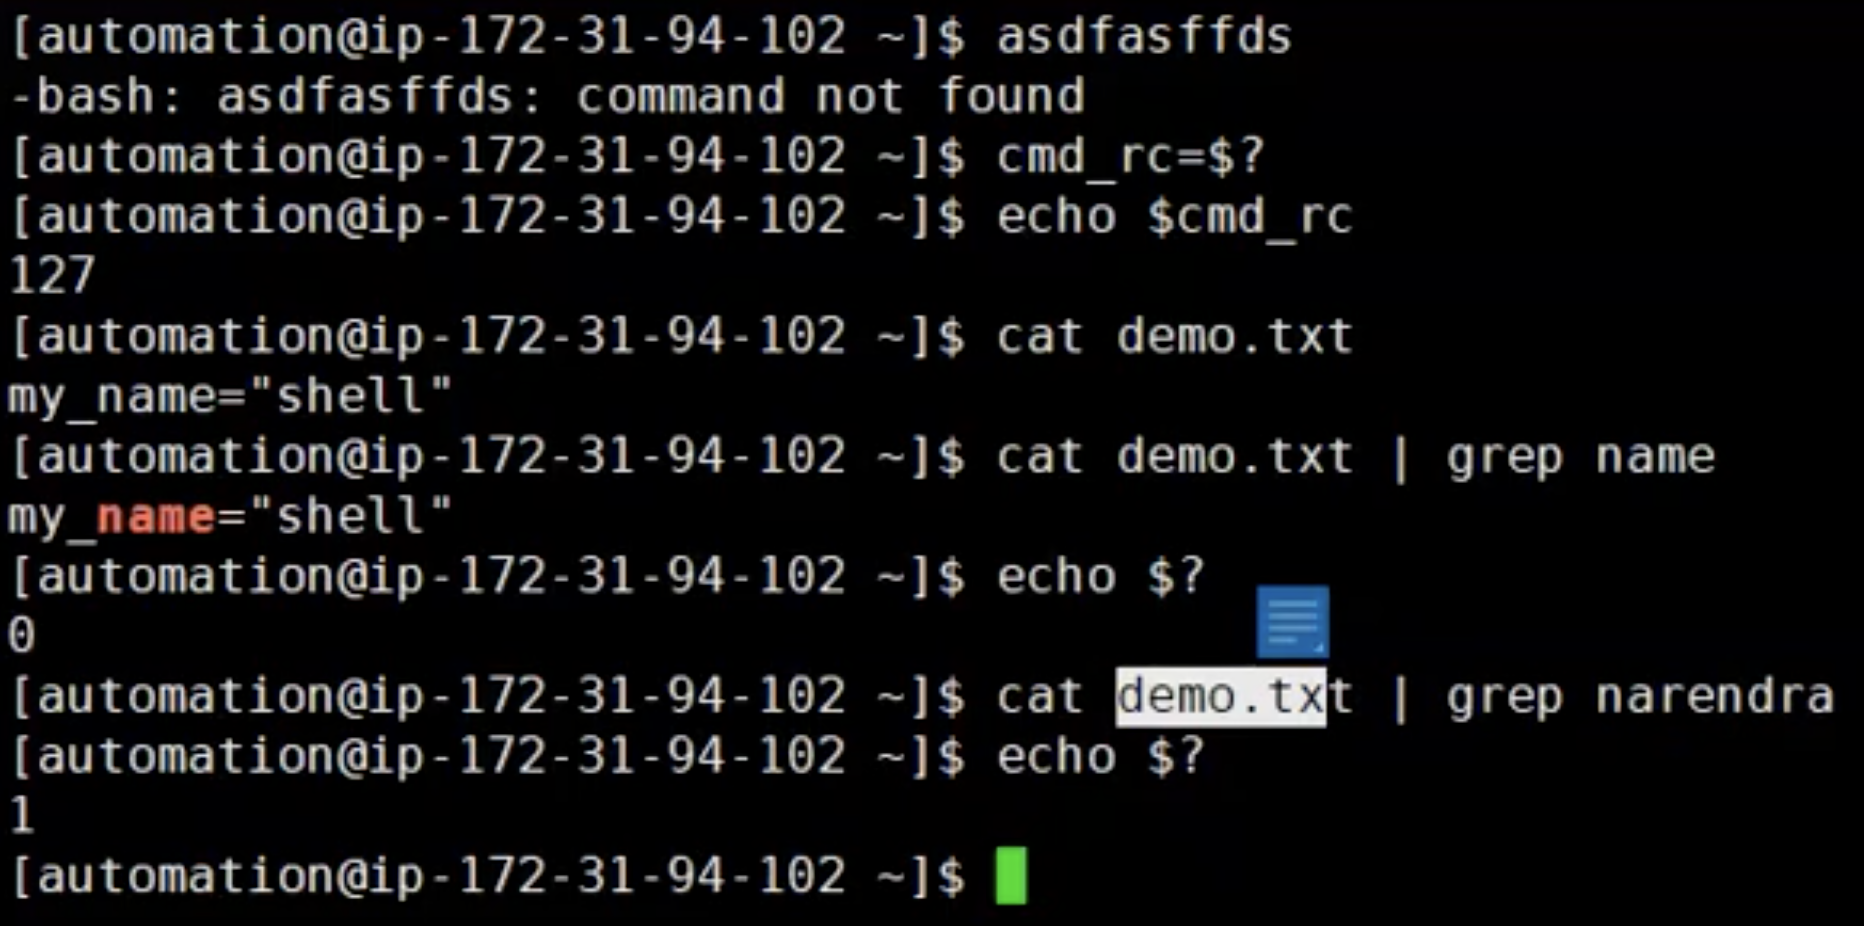 [automation@ip-172-31-94-102 ~]$ asdfasffds
-bash: asdfasffds: command not found
[automation@ip-172-31-94-102 ~]$ cmd_rc=$?
[automation@ip-172-31-94-102 ~]$ echo $cmd_rc
127
[automation@ip-172-31-94-102 ~]$ cat demo.txt
my_name="shell"
[automation@ip-172-31-94-102 ~]$ cat demo.txt | grep name
my_name="shell"
[automation@ip-172-31-94-102 ~]$ echo $?
0
[automation@ip-172-31-94-102 ~]$ cat demo.txt | grep narendra
[automation@ip-172-31-94-102 ~]$ echo $?
1
[automation@ip-172-31-94-102 ~]$